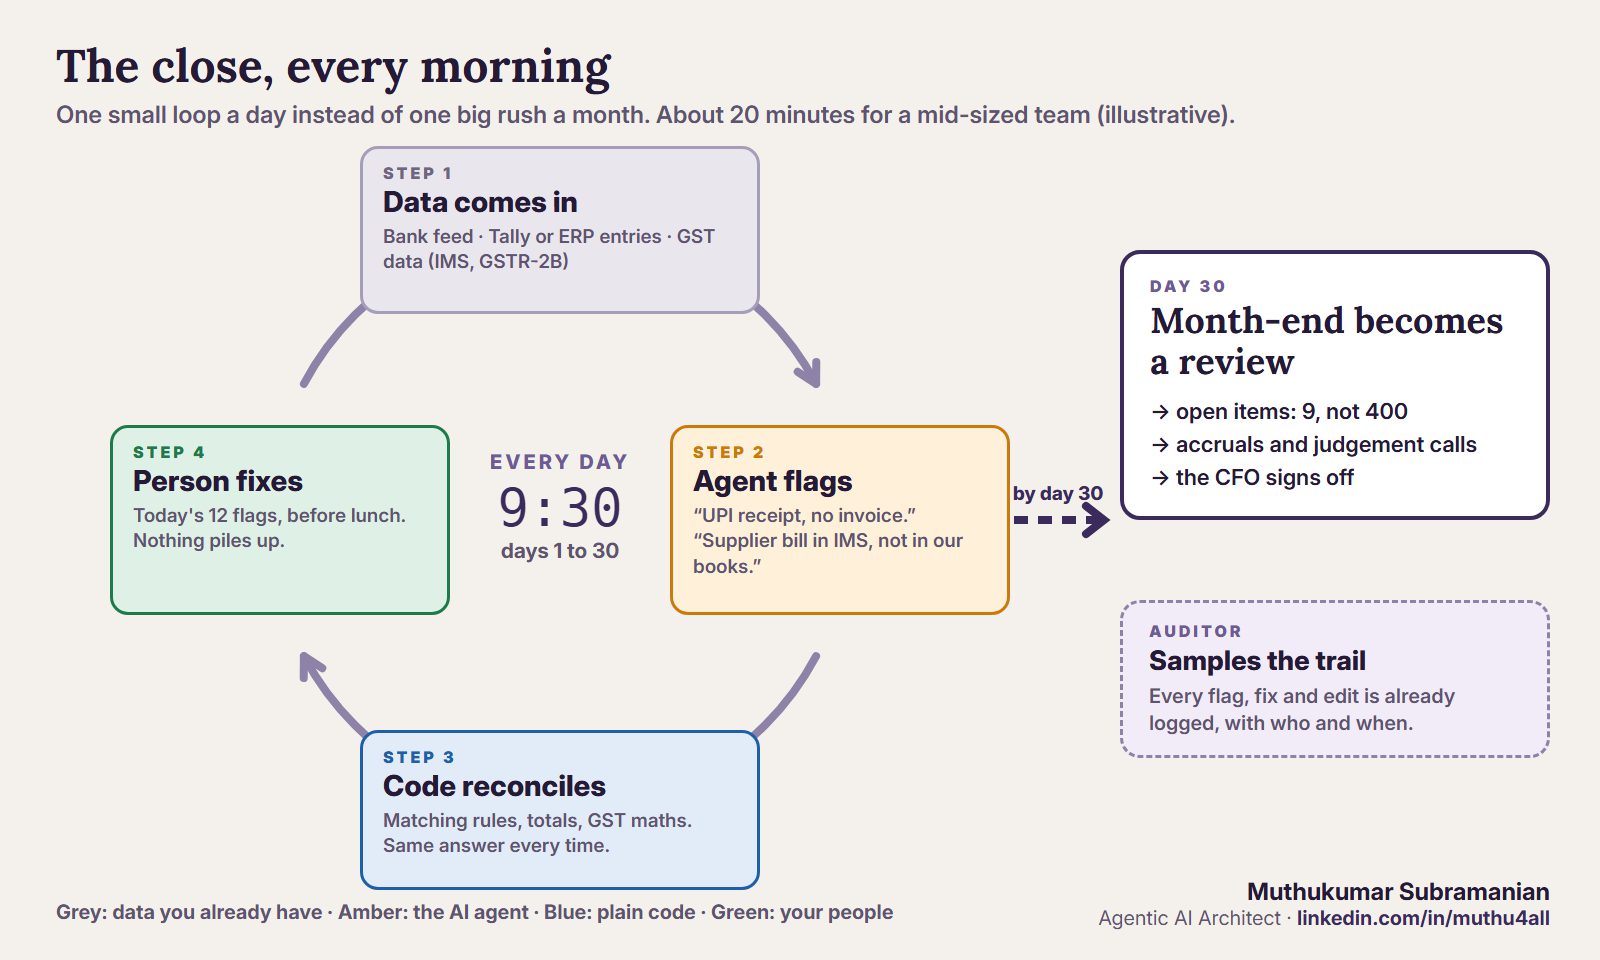 The close, every morning
One small loop a day instead of one big rush a month. About 20 minutes for a mid-sized team (illustrative).
STEP 1
Data comes in
Bank feed · Tally or ERP entries · GST
data (IMS, GSTR-2B)
STEP 4
Person fixes
Today's 12 flags, before lunch.
Nothing piles up.
EVERY DAY
9:30
days 1 to 30
STEP 2
Agent flags
“UPI receipt, no invoice.”
“Supplier bill in IMS, not in our
books.”
by day 30
DAY 30
Month-end becomes
a review
→ open items: 9, not 400
→ accruals and judgement calls
→ the CFO signs off
AUDITOR
Samples the trail
Every flag, fix and edit is already
logged, with who and when.
STEP 3
Code reconciles
Matching rules, totals, GST maths.
Same answer every time.
Grey: data you already have · Amber: the AI agent · Blue: plain code · Green: your people
Muthukumar Subramanian
Agentic AI Architect · linkedin.com/in/muthu4all